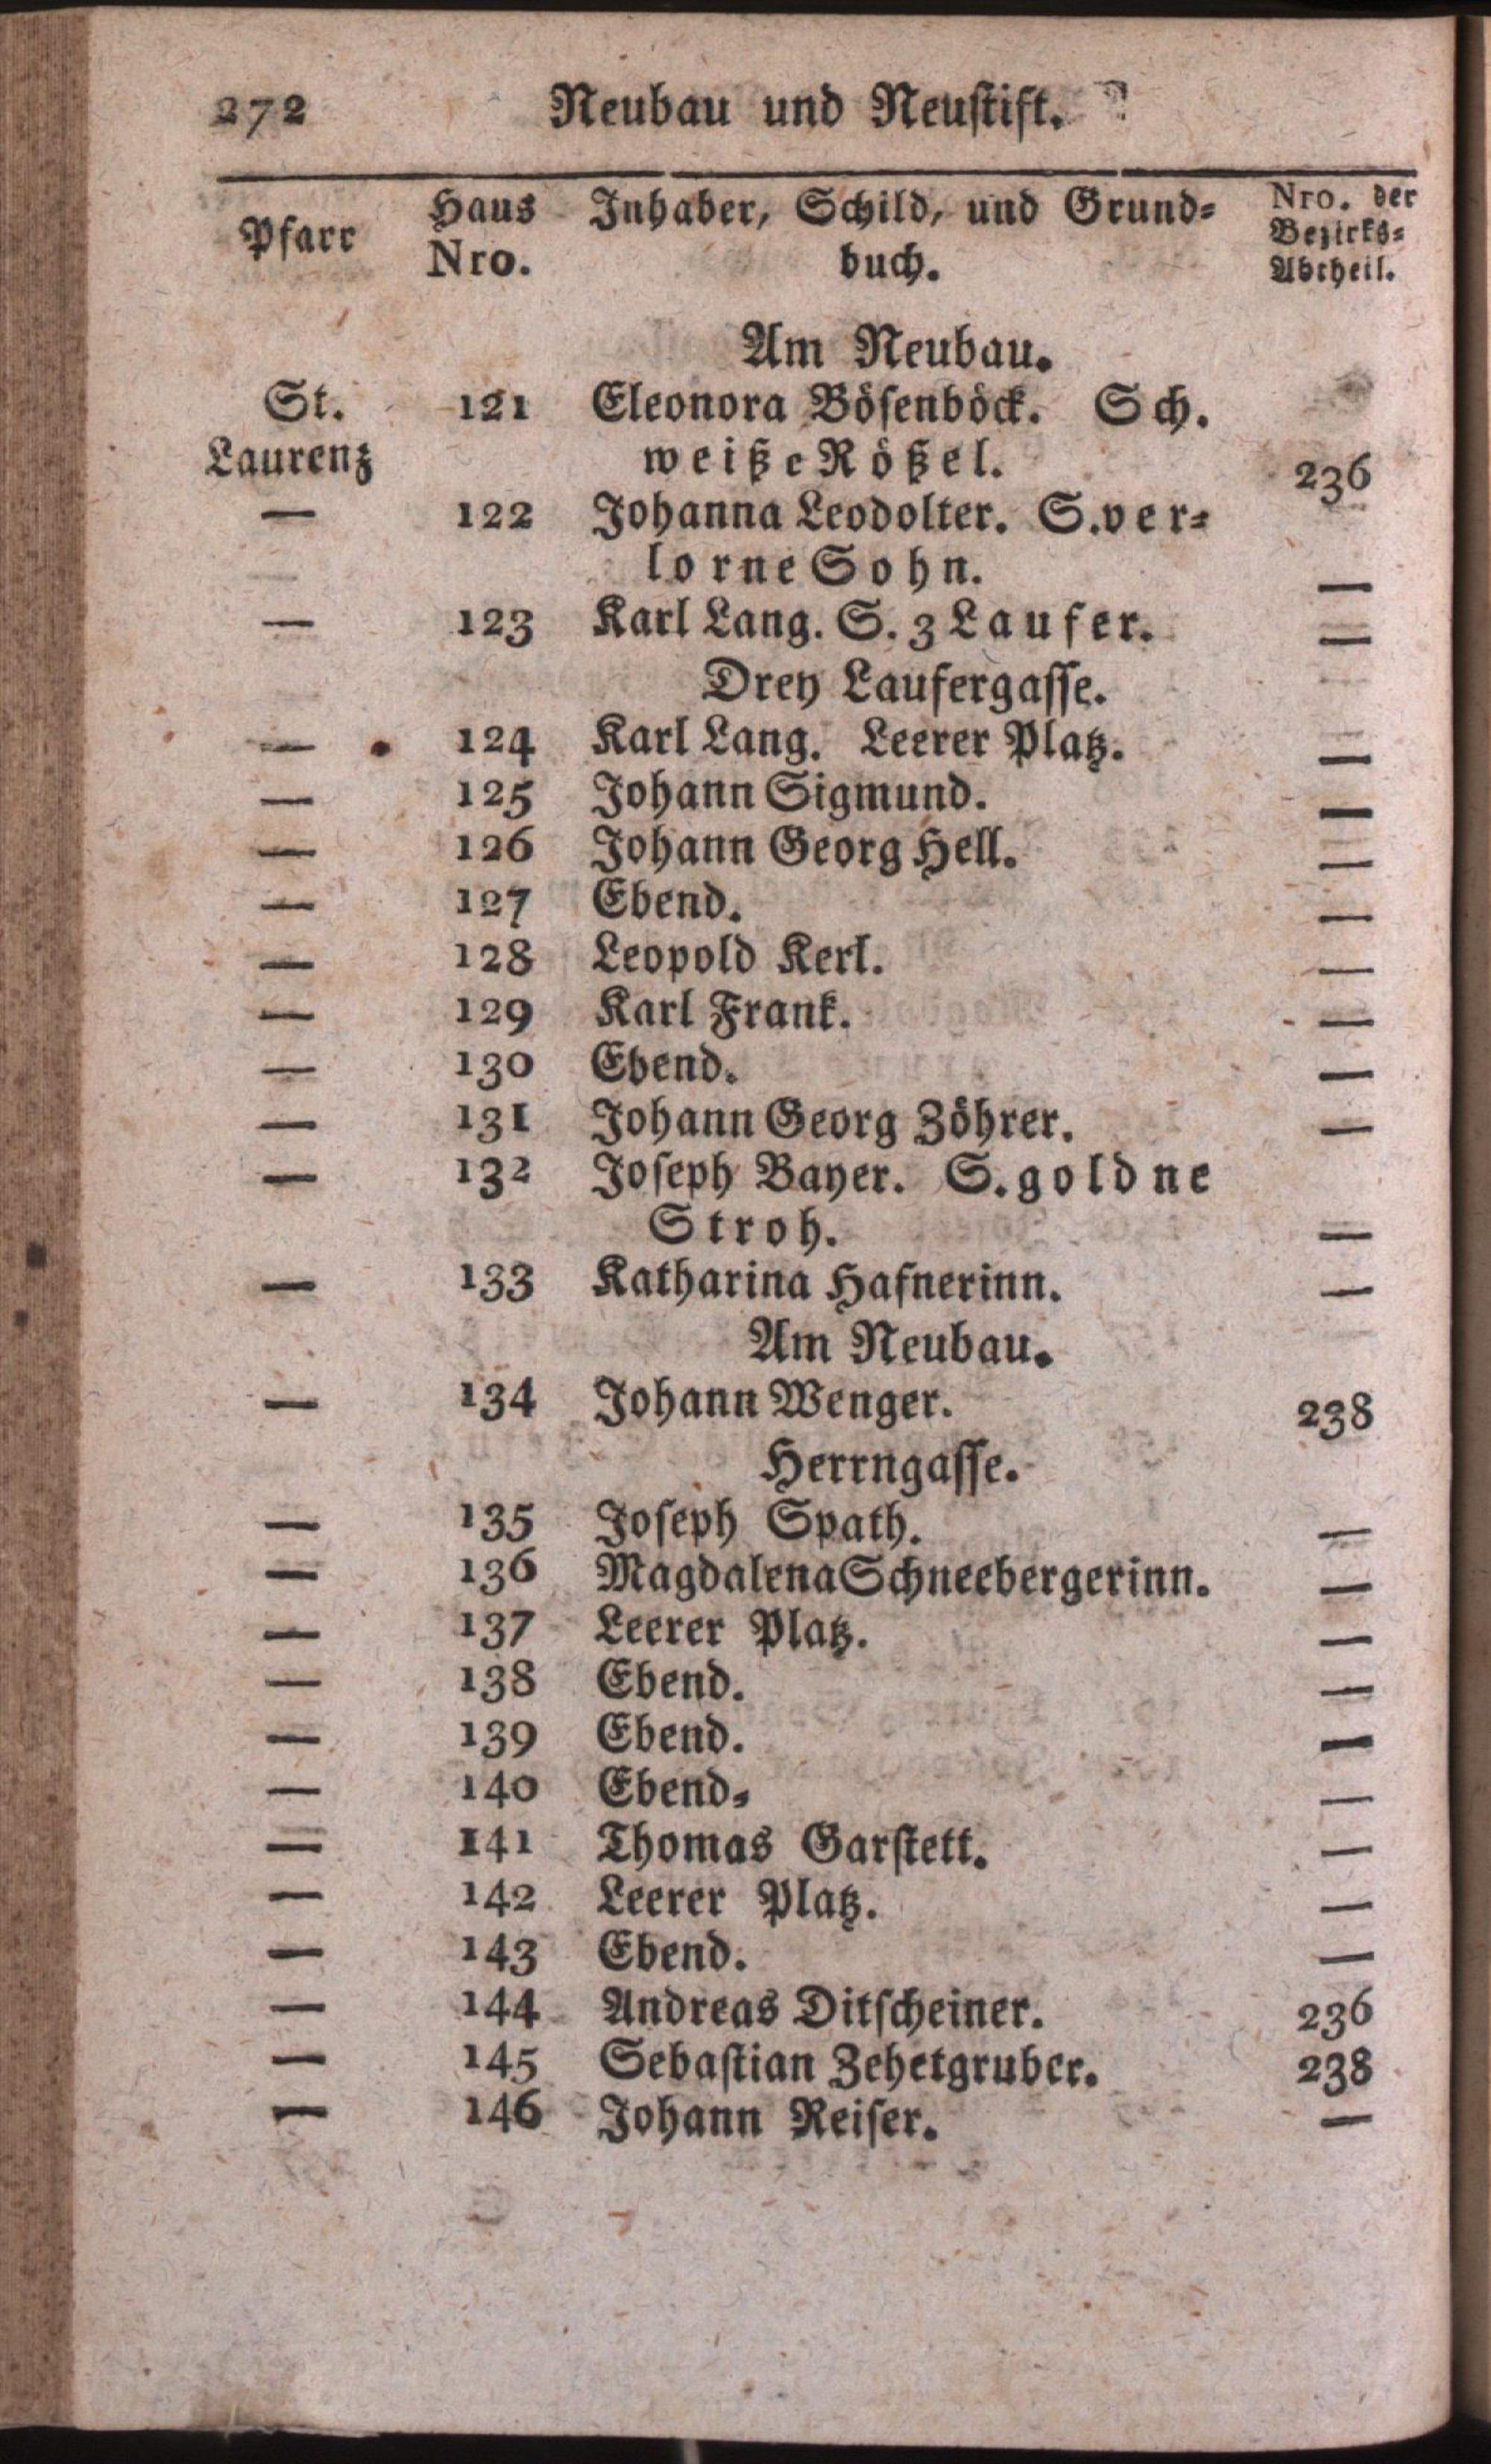 272 Neubau und Neustift.
Pfarr Haus Nro. Inhaber, Schild, und Grund= buch. Nro. der Bezirks= Abtheil.
Am Neubau.
St. 121 Eleonora Bösenböck. Sch.
Laurenz weiße Rößel. 236
— 122 Johanna Leodolter. S. ver=
lorne Sohn. —
— 123 Karl Lang. S. 3 Laufer. —
Drey Laufergasse.
— 124 Karl Lang. Leerer Platz. —
— 125 Johann Sigmund. —
— 126 Johann Georg Hell. —
— 127 Ebend. —
— 128 Leopold Kerl. —
— 129 Karl Frank. —
— 130 Ebend. —
— 131 Johann Georg Zöhrer. —
— 132 Joseph Bayer. S. goldne
Stroh. —
— 133 Katharina Hafnerinn. —
Am Neubau.
— 134 Johann Wenger. 238
Herrngasse.
— 135 Joseph Spath. —
— 136 Magdalena Schneebergerinn. —
— 137 Leerer Platz. —
— 138 Ebend. —
— 139 Ebend. —
— 140 Ebend. —
— 141 Thomas Garstett. —
— 142 Leerer Platz. —
— 143 Ebend. —
— 144 Andreas Ditscheiner. 236
— 145 Sebastian Zehetgruber. 238
— 146 Johann Reiser. —